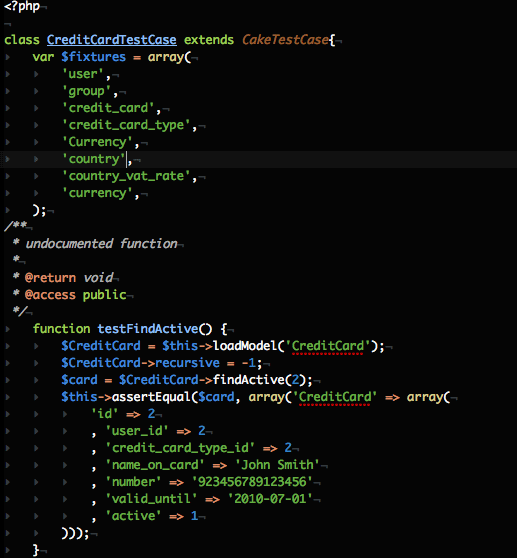 <?php

class CreditCardTestCase extends CakeTestCase{
    var $fixtures = array(
        'user',
        'group',
        'credit_card',
        'credit_card_type',
        'Currency',
        'country',
        'country_vat_rate',
        'currency',
    );
/**
 * undocumented function
 *
 * @return void
 * @access public
 */
    function testFindActive() {
        $CreditCard = $this->loadModel('CreditCard');
        $CreditCard->recursive = -1;
        $card = $CreditCard->findActive(2);
        $this->assertEqual($card, array('CreditCard' => array(
            'id' => 2
            , 'user_id' => 2
            , 'credit_card_type_id' => 2
            , 'name_on_card' => 'John Smith'
            , 'number' => '923456789123456'
            , 'valid_until' => '2010-07-01'
            , 'active' => 1
        )));
    }